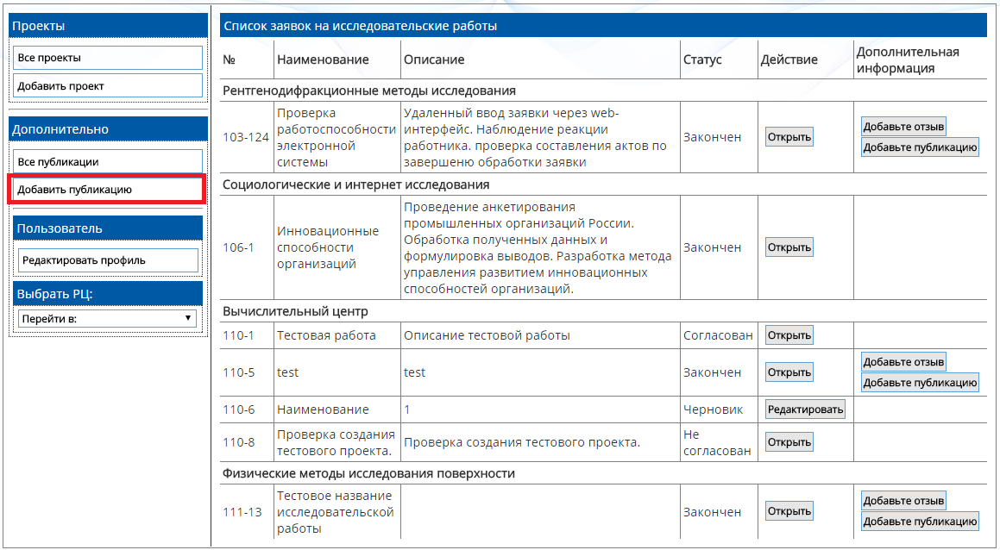 Проекты
Все проекты
Добавить проект
Дополнительно
Все публикации
Добавить публикацию
Пользователь
Редактировать профиль
Выбрать РЦ:
Перейти в:
Список заявок на исследовательские работы
№ Наименование Описание Статус Действие Дополнительная
информация
Рентгенодифракционные методы исследования
103-124
Проверка
работоспособности
электронной
системы
Удаленный ввод заявки через web-
интерфейс. Наблюдение реакции
работника. проверка составления актов по
завершеню обработки заявки
Закончен
Открыть
Добавьте отзыв
Добавьте публикацию
Социологические и интернет исследования
106-1
Инновационные
способности
организаций
Проведение анкетирования
промышленных организаций России.
Обработка полученных данных и
формулировка выводов. Разработка метода
управления развитием инновационных
способностей организаций.
Закончен
Открыть
Вычислительный центр
110-1 Тестовая работа Описание тестовой работы Согласован Открыть
110-5 test test Закончен Открыть
Добавьте отзыв
Добавьте публикацию
110-6 Наименование 1 Черновик Редактировать
110-8
Проверка создания
тестового проекта.
Проверка создания тестового проекта.
Не
согласован
Открыть
Физические методы исследования поверхности
111-13
Тестовое название
исследовательской
работы
Закончен
Открыть
Добавьте отзыв
Добавьте публикацию